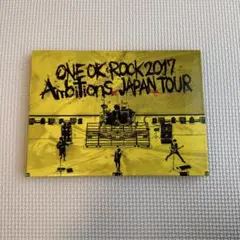 ONE OK ROCK 2017
Ambitions JAPAN TOUR